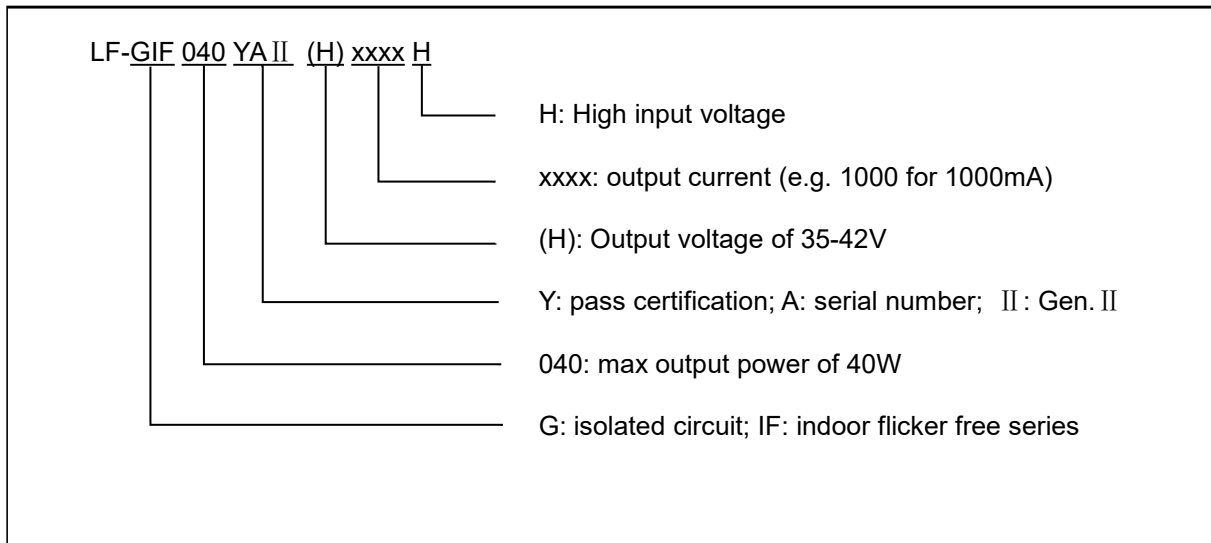 LF-GIF 040 YAⅡ (H) xxxx H
H: High input voltage
xxxx: output current (e.g. 1000 for 1000mA)
(H): Output voltage of 35-42V
Y: pass certification; A: serial number; Ⅱ: Gen.Ⅱ
040: max output power of 40W
G: isolated circuit; IF: indoor flicker free series